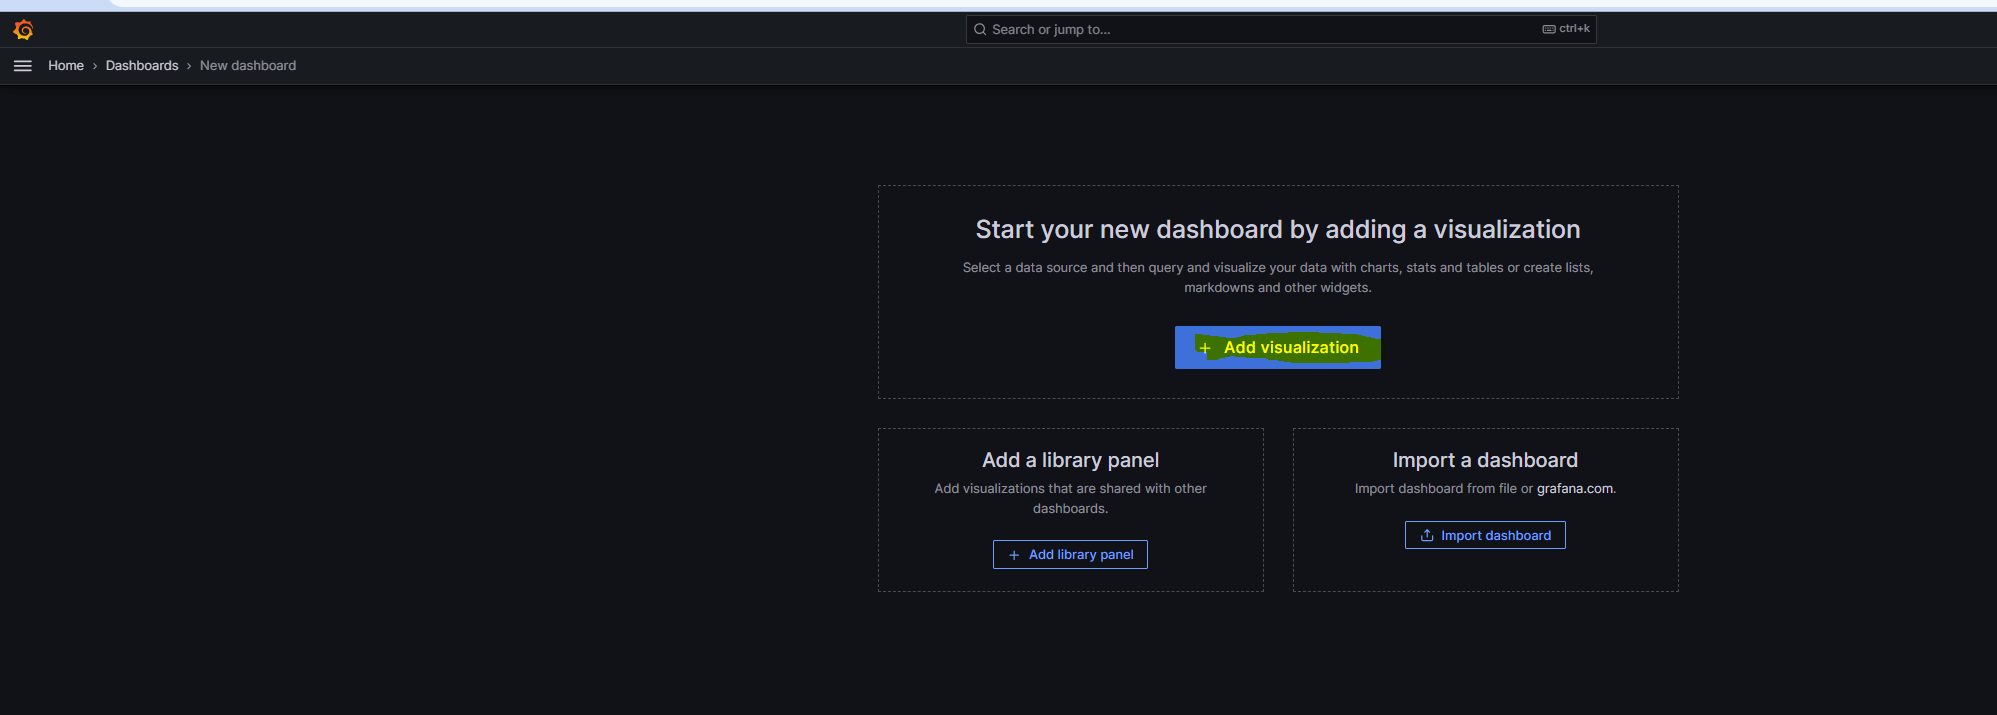 Search or jump to...
ctrl+k
Home › Dashboards › New dashboard
Start your new dashboard by adding a visualization
Select a data source and then query and visualize your data with charts, stats and tables or create lists,
markdowns and other widgets.
+ Add visualization
Add a library panel
Add visualizations that are shared with other
dashboards.
+ Add library panel
Import a dashboard
Import dashboard from file or grafana.com.
Import dashboard